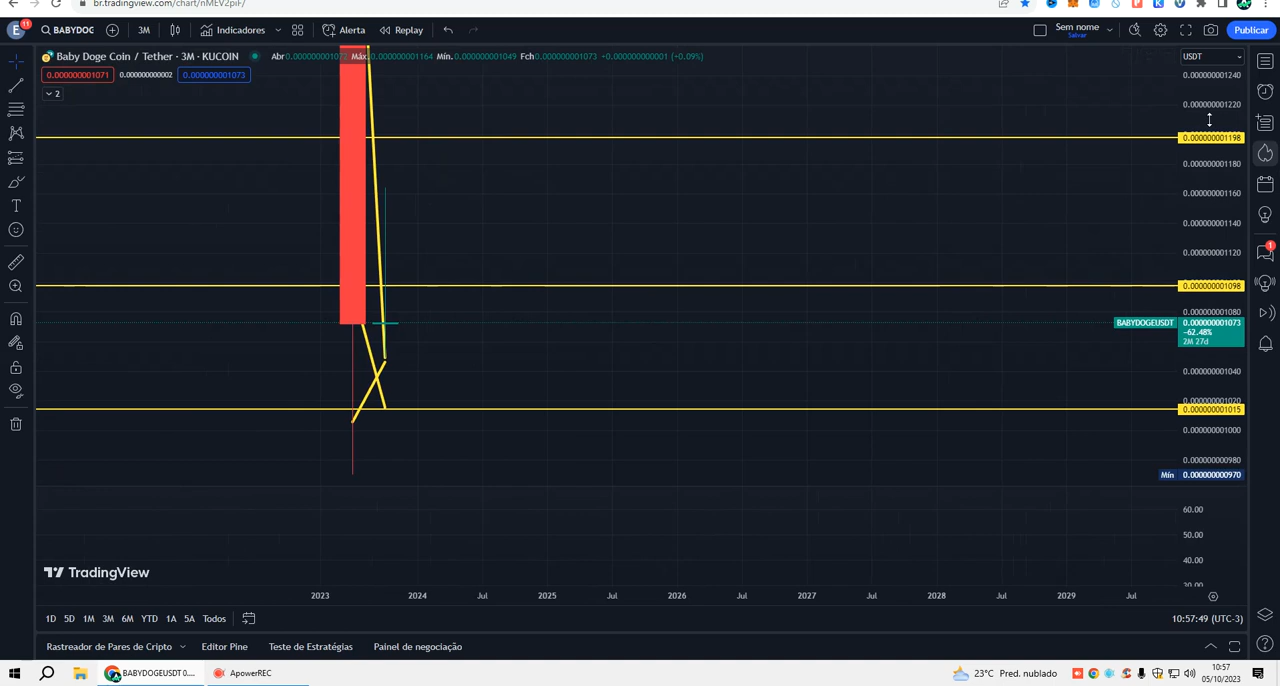 br.tradingview.com/chart/nMEV2piF/
E 11 BABYDOG 3M Indicadores Alerta Replay Sem nome Salvar Publicar
Baby Doge Coin / Tether · 3M · KUCOIN Abr Máx 0.000000001164 Mín. 0.000000001049 Fch 0.000000001073 +0.000000000001 (−0.09%)
0.000000001071 0.000000000002 0.000000001073
2
USDT
0.000000001240
0.000000001220
0.000000001198
0.000000001180
0.000000001160
0.000000001140
0.000000001120
0.000000001098
0.000000001080
BABYDOGEUSDT 0.000000001073
−62.48%
2M 27d
0.000000001040
0.000000001020
0.000000001015
0.000000001000
0.000000000980
Mín 0.000000000970
60.00
50.00
40.00
30.00
TradingView
2023 2024 Jul 2025 Jul 2026 Jul 2027 Jul 2028 Jul 2029 Jul
1D 5D 1M 3M 6M YTD 1A 5A Todos 10:57:49 (UTC-3)
Rastreador de Pares de Cripto Editor Pine Teste de Estratégias Painel de negociação
BABYDOGEUSDT 0.... ApowerREC 23°C Pred. nublado 10:57
05/10/2023
1